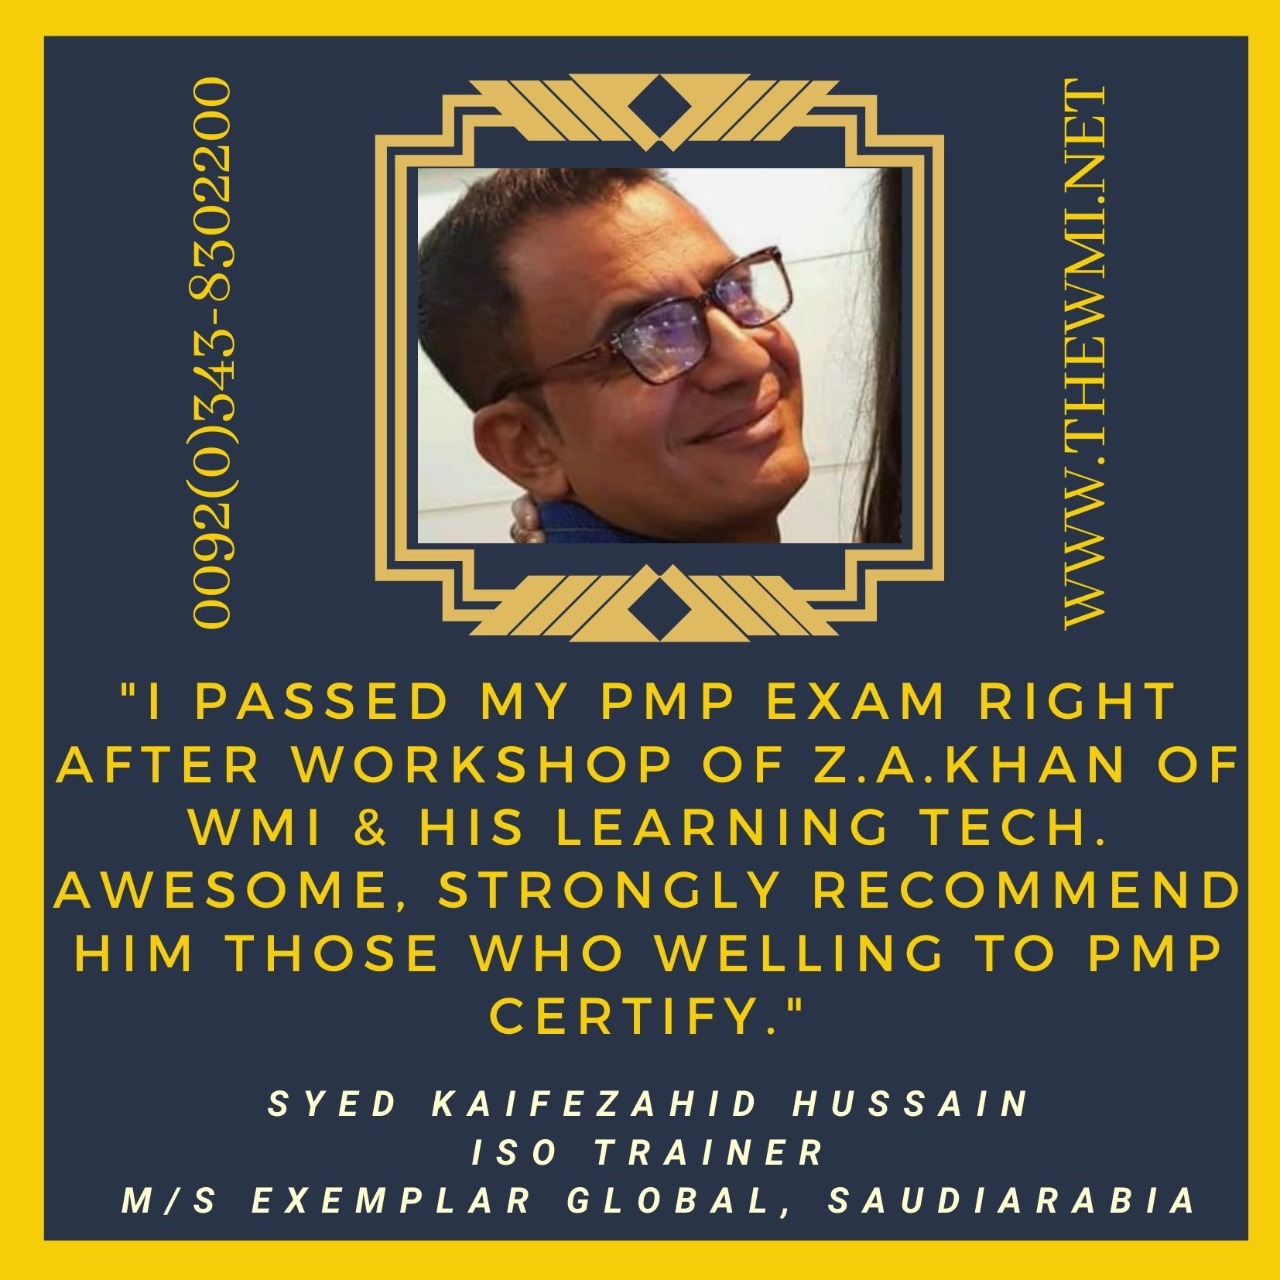 0092(0)343-8302200
WWW.THEWMI.NET
"I PASSED MY PMP EXAM RIGHT
AFTER WORKSHOP OF Z.A.KHAN OF
WMI & HIS LEARNING TECH.
AWESOME, STRONGLY RECOMMEND
HIM THOSE WHO WELLING TO PMP
CERTIFY."
SYED KAIFEZAHID HUSSAIN
ISO TRAINER
M/S EXEMPLAR GLOBAL, SAUDIARABIA